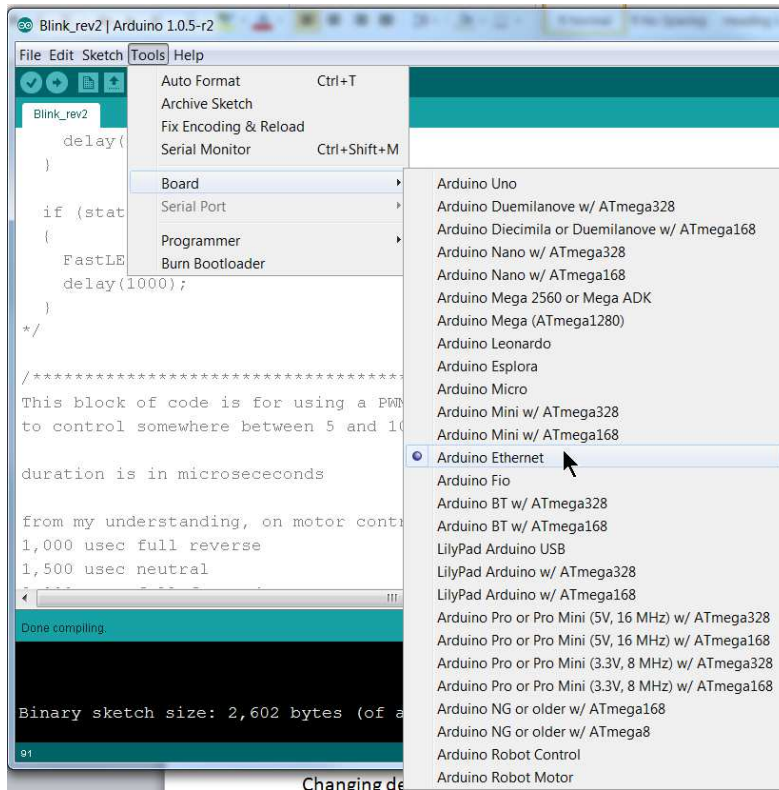 Blink_rev2 | Arduino 1.0.5-r2
File Edit Sketch Tools Help
Blink_rev2
Auto Format Ctrl+T
Archive Sketch
Fix Encoding & Reload
Serial Monitor Ctrl+Shift+M
Board
Serial Port
Programmer
Burn Bootloader
delay(
}
if (stat
{
FastLE
delay(1000);
}
*/
/*************************************
This block of code is for using a PWM
to control somewhere between 5 and 10
duration is in microsececonds
from my understanding, on motor contr
1,000 usec full reverse
1,500 usec neutral
Done compiling.
Binary sketch size: 2,602 bytes (of a
91
Arduino Uno
Arduino Duemilanove w/ ATmega328
Arduino Diecimila or Duemilanove w/ ATmega168
Arduino Nano w/ ATmega328
Arduino Nano w/ ATmega168
Arduino Mega 2560 or Mega ADK
Arduino Mega (ATmega1280)
Arduino Leonardo
Arduino Esplora
Arduino Micro
Arduino Mini w/ ATmega328
Arduino Mini w/ ATmega168
Arduino Ethernet
Arduino Fio
Arduino BT w/ ATmega328
Arduino BT w/ ATmega168
LilyPad Arduino USB
LilyPad Arduino w/ ATmega328
LilyPad Arduino w/ ATmega168
Arduino Pro or Pro Mini (5V, 16 MHz) w/ ATmega328
Arduino Pro or Pro Mini (5V, 16 MHz) w/ ATmega168
Arduino Pro or Pro Mini (3.3V, 8 MHz) w/ ATmega328
Arduino Pro or Pro Mini (3.3V, 8 MHz) w/ ATmega168
Arduino NG or older w/ ATmega168
Arduino NG or older w/ ATmega8
Arduino Robot Control
Arduino Robot Motor
Changing de